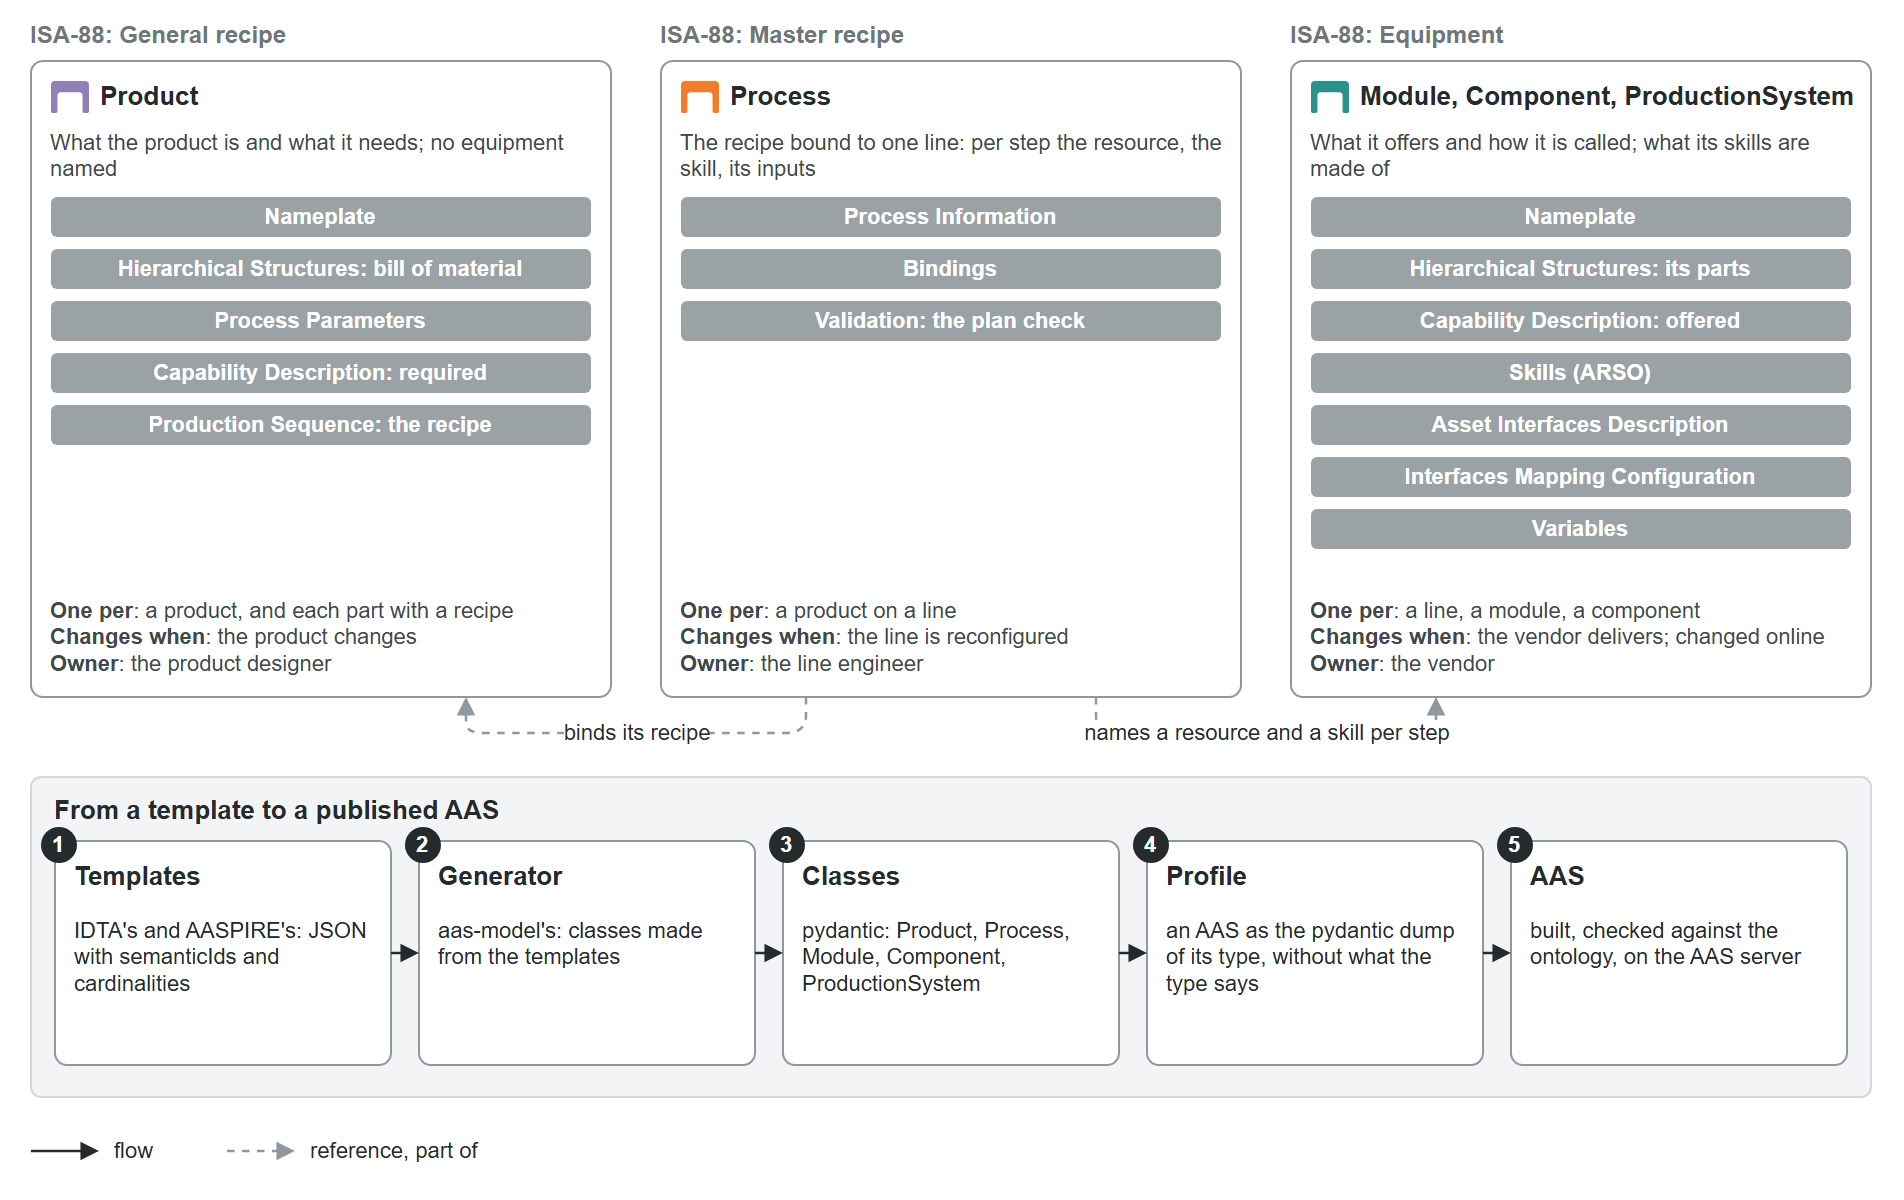 ISA-88: General recipe
Product
What the product is and what it needs; no equipment
named
Nameplate
Hierarchical Structures: bill of material
Process Parameters
Capability Description: required
Production Sequence: the recipe
One per: a product, and each part with a recipe
Changes when: the product changes
Owner: the product designer
ISA-88: Master recipe
Process
The recipe bound to one line: per step the resource, the
skill, its inputs
Process Information
Bindings
Validation: the plan check
One per: a product on a line
Changes when: the line is reconfigured
Owner: the line engineer
ISA-88: Equipment
Module, Component, ProductionSystem
What it offers and how it is called; what its skills are
made of
Nameplate
Hierarchical Structures: its parts
Capability Description: offered
Skills (ARSO)
Asset Interfaces Description
Interfaces Mapping Configuration
Variables
One per: a line, a module, a component
Changes when: the vendor delivers; changed online
Owner: the vendor
binds its recipe
names a resource and a skill per step
From a template to a published AAS
1
Templates
IDTA's and AASPIRE's: JSON
with semanticIds and
cardinalities
2
Generator
aas-model's: classes made
from the templates
3
Classes
pydantic: Product, Process,
Module, Component,
ProductionSystem
4
Profile
an AAS as the pydantic dump
of its type, without what the
type says
5
AAS
built, checked against the
ontology, on the AAS server
flow
reference, part of